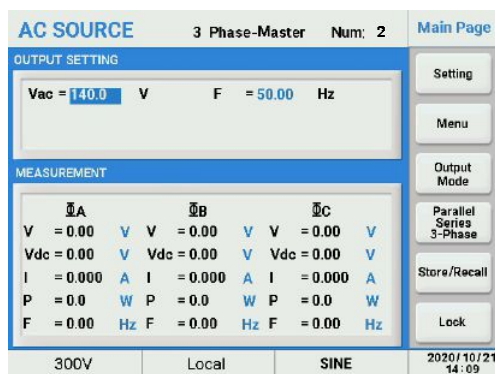 AC SOURCE 3 Phase-Master Num: 2 Main Page
OUTPUT SETTING
Vac = 140.0 V F = 50.00 Hz
Setting
Menu
MEASUREMENT
Output
Mode
ΦA ΦB ΦC
V = 0.00 V V = 0.00 V V = 0.00 V
Vdc = 0.00 V Vdc = 0.00 V Vdc = 0.00 V
I = 0.000 A I = 0.000 A I = 0.000 A
P = 0.0 W P = 0.0 W P = 0.0 W
F = 0.00 Hz F = 0.00 Hz F = 0.00 Hz
Parallel
Series
3-Phase
Store/Recall
Lock
300V Local SINE 2020/10/21
14:09